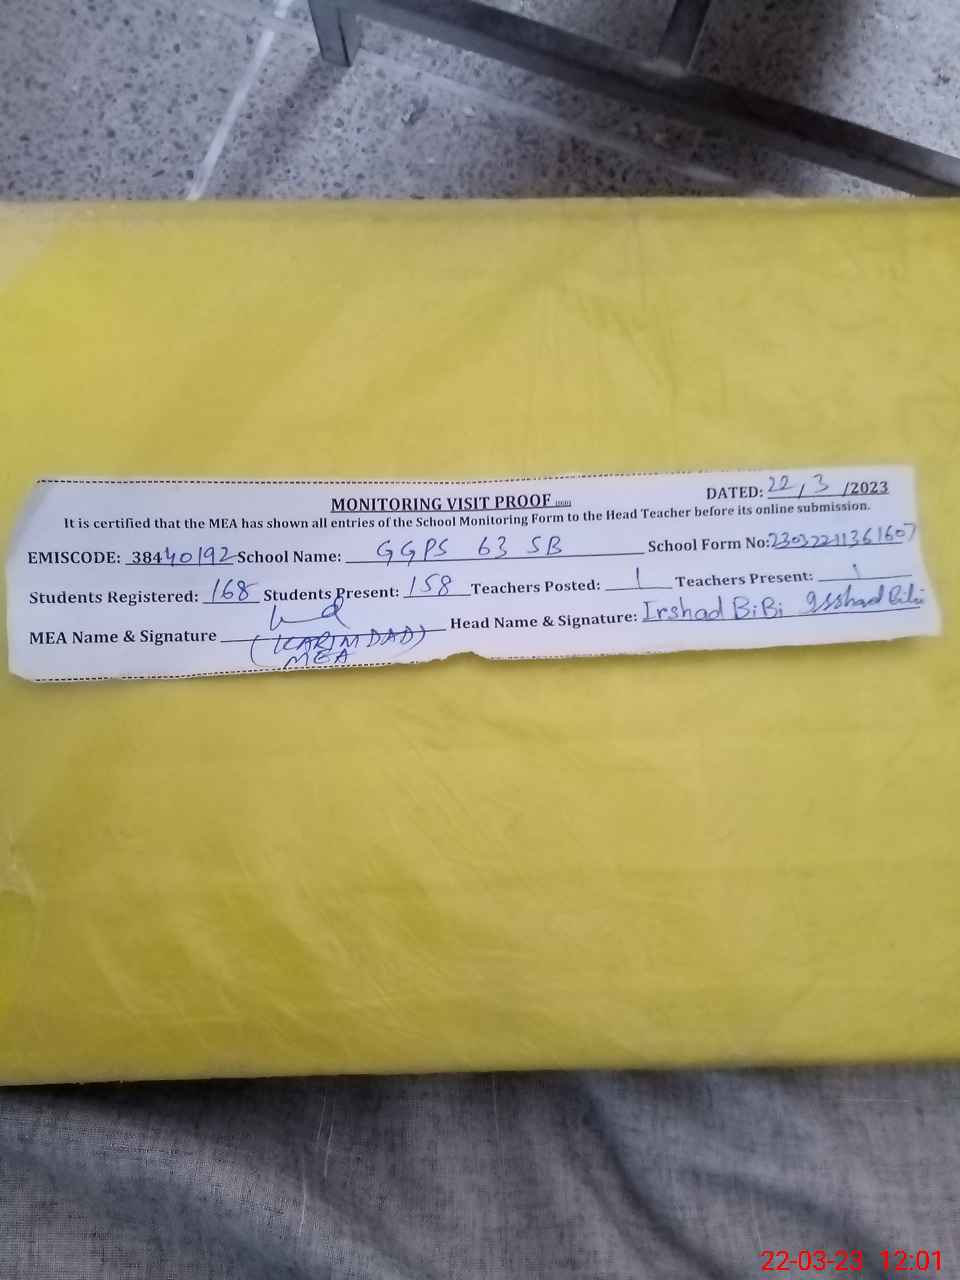 MONITORING VISIT PROOF
DATED: 22 / 3 /2023
It is certified that the MEA has shown all entries of the School Monitoring Form to the Head Teacher before its online submission.
EMISCODE: 38440192 School Name: GGPS 63 SB School Form No: 23032211361607
Students Registered: 168 Students Present: 158 Teachers Posted: 1 Teachers Present: 1
MEA Name & Signature (KARIM DAD) Head Name & Signature: Irshad BiBi Irshad Bibi
MEA
22-03-23 12:01